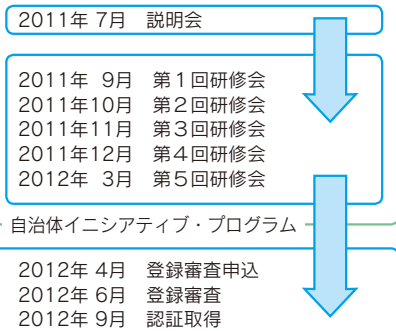 2011年 7月　説明会
2011年 9月　第1回研修会
2011年10月　第2回研修会
2011年11月　第3回研修会
2011年12月　第4回研修会
2012年 3月　第5回研修会
自治体イニシアティブ・プログラム
2012年 4月　登録審査申込
2012年 6月　登録審査
2012年 9月　認証取得